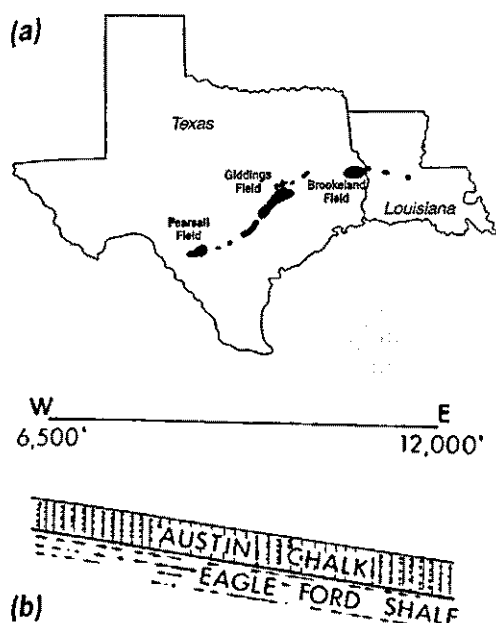 (a)
Texas
Giddings
Field
Brookeland
Field
Pearsall
Field
Louisiana
W E
6,500' 12,000'
AUSTIN CHALK
EAGLE FORD SHALE
(b)